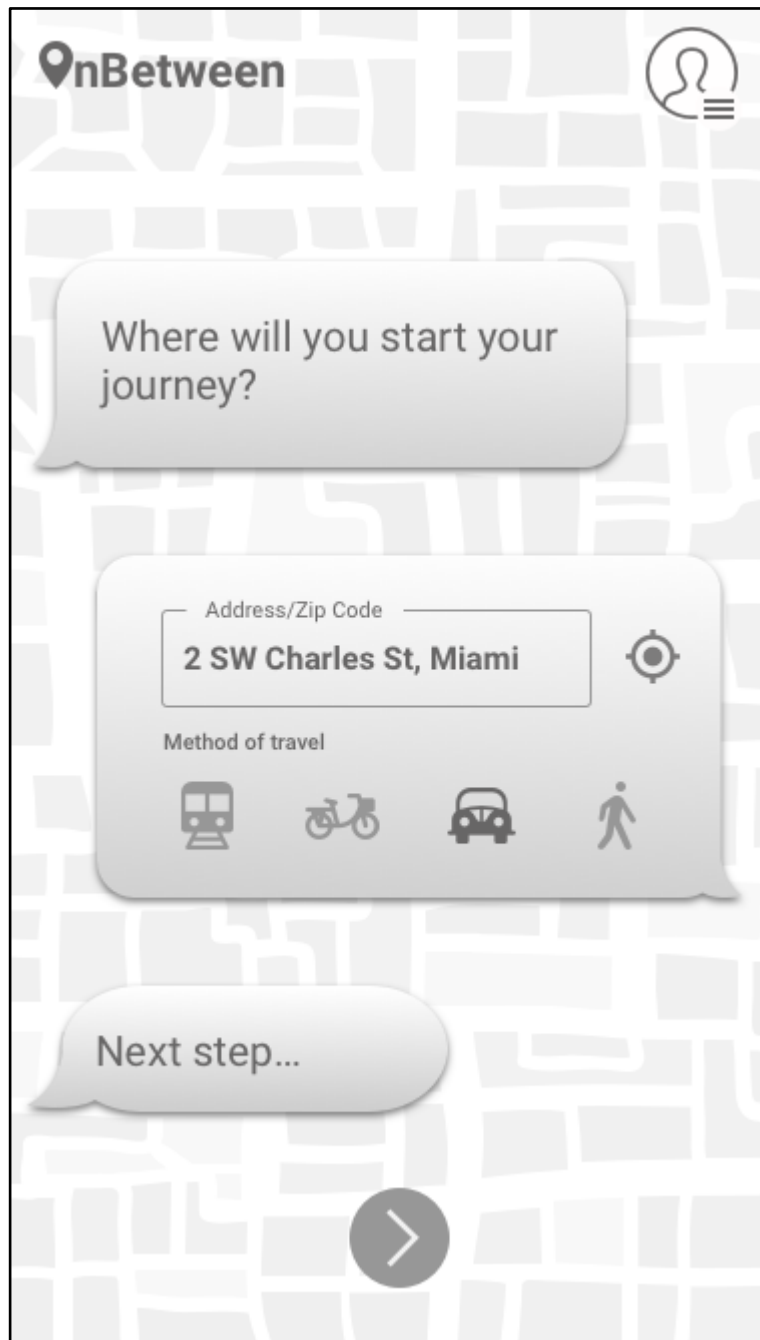 nBetween
Where will you start your
journey?
Address/Zip Code
2 SW Charles St, Miami
Method of travel
Next step...